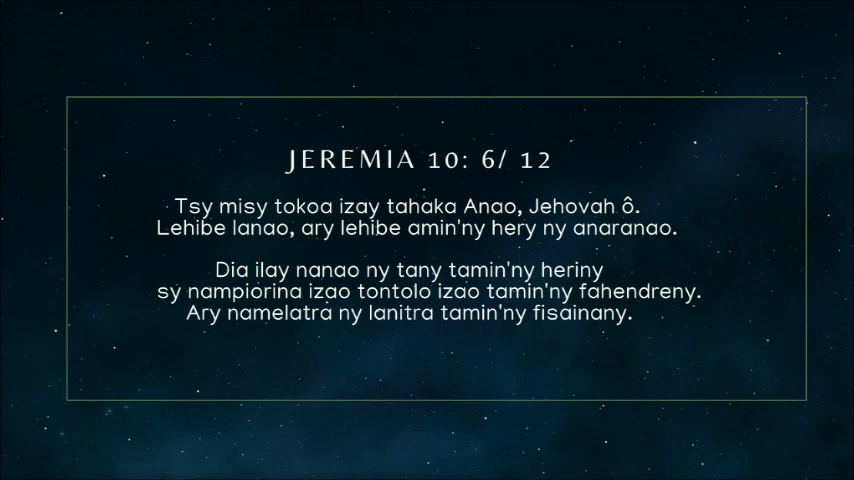 JEREMIA 10: 6/ 12
Tsy misy tokoa izay tahaka Anao, Jehovah ô.
Lehibe Ianao, ary lehibe amin'ny hery ny anaranao.
Dia ilay nanao ny tany tamin'ny heriny
sy nampiorina izao tontolo izao tamin'ny fahendreny.
Ary namelatra ny lanitra tamin'ny fisainany.